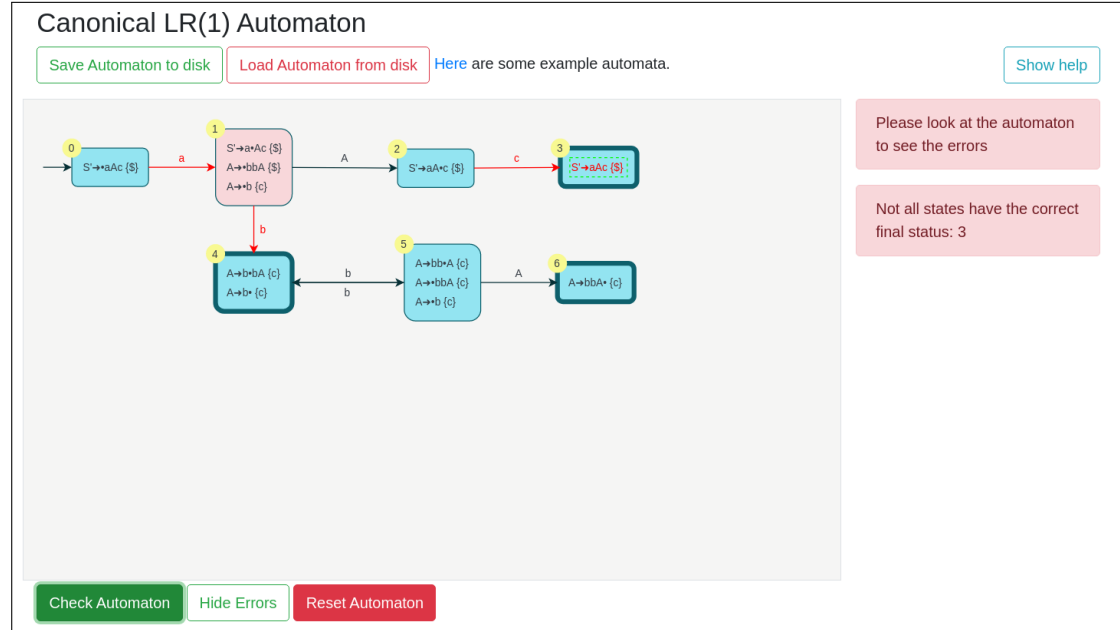 Canonical LR(1) Automaton
Save Automaton to disk
Load Automaton from disk
Here are some example automata.
Show help
0
S'→•aAc {$}
a
1
S'→a•Ac {$}
A→•bbA {$}
A→•b {c}
A
2
S'→aA•c {$}
c
3
S'→aAc {$}
b
4
A→b•bA {c}
A→b• {c}
b
b
5
A→bb•A {c}
A→•bbA {c}
A→•b {c}
A
6
A→bbA• {c}
Please look at the automaton
to see the errors
Not all states have the correct
final status: 3
Check Automaton
Hide Errors
Reset Automaton